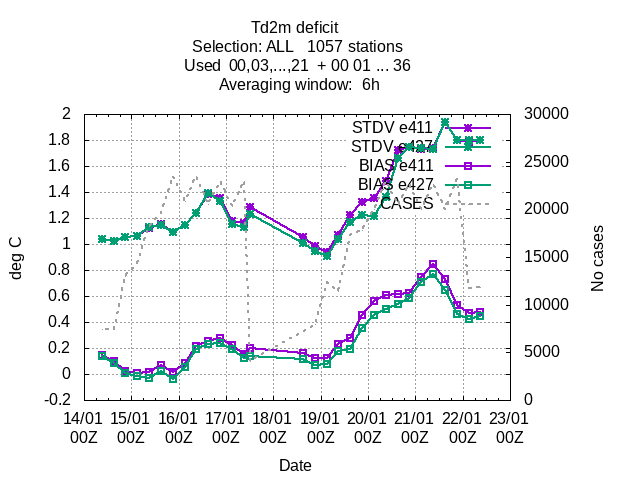 Td2m deficit
Selection: ALL   1057 stations
Used  00,03,...,21  + 00 01 ... 36
Averaging window:  6h
2
1.8
1.6
1.4
1.2
1
0.8
0.6
0.4
0.2
0
-0.2
deg C
30000
25000
20000
15000
10000
5000
0
No cases
STDV e411
STDV e427
BIAS e411
BIAS e427
CASES
14/01 15/01 16/01 17/01 18/01 19/01 20/01 21/01 22/01 23/01
00Z 00Z 00Z 00Z 00Z 00Z 00Z 00Z 00Z 00Z
Date